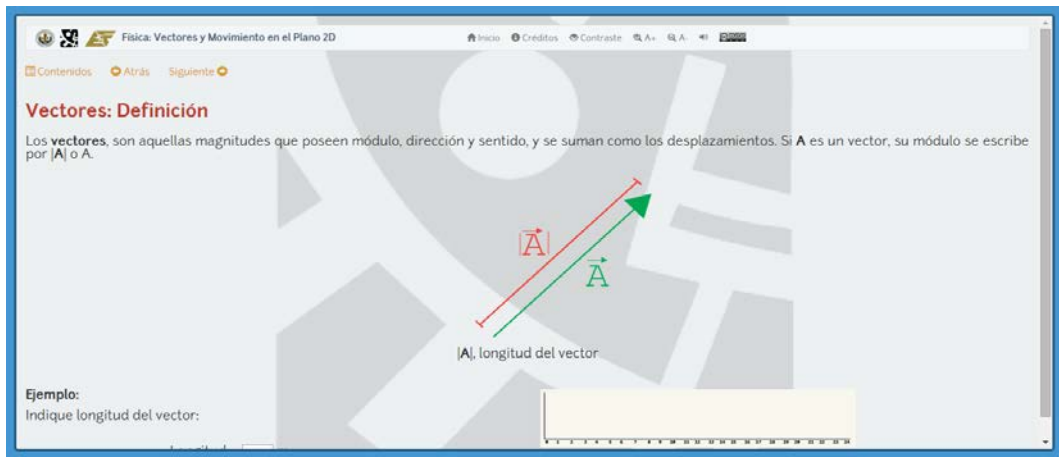 Física: Vectores y Movimiento en el Plano 2D Inicio Créditos Contraste A+ A-
Contenidos Atrás Siguiente
Vectores: Definición
Los vectores, son aquellas magnitudes que poseen módulo, dirección y sentido, y se suman como los desplazamientos. Si A es un vector, su módulo se escribe
por |A| o A.
|A|
A
|A|, longitud del vector
Ejemplo:
Indique longitud del vector: